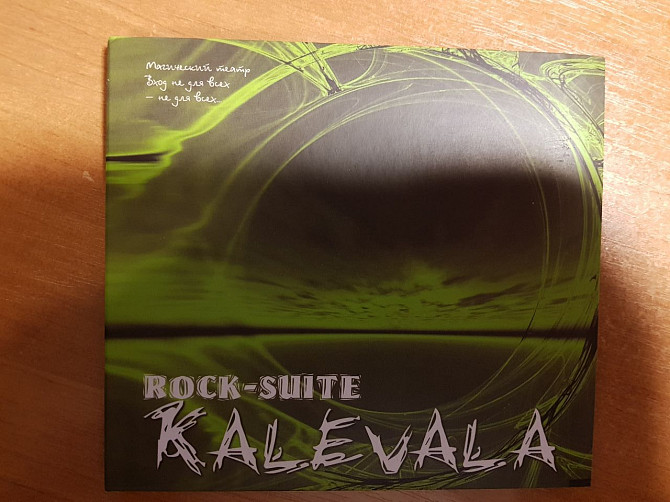 Магический театр
Вход не для всех
– не для всех...
ROCK-SUITE
KALEVALA